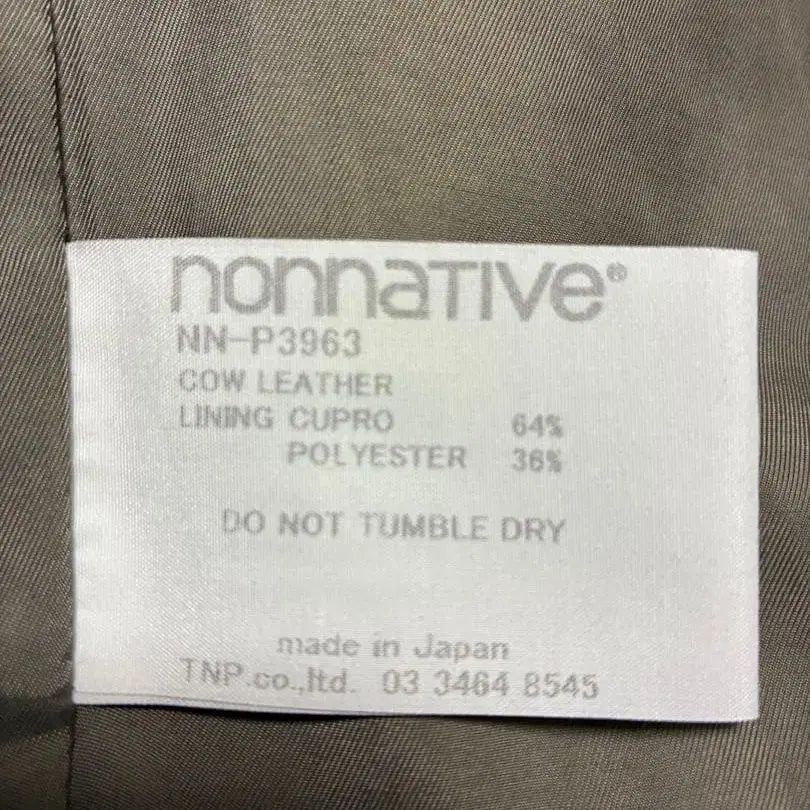 nonnative®
NN-P3963
COW LEATHER
LINING CUPRO 64%
POLYESTER 36%
DO NOT TUMBLE DRY
made in Japan
TNP.co.,ltd. 03 3464 8545